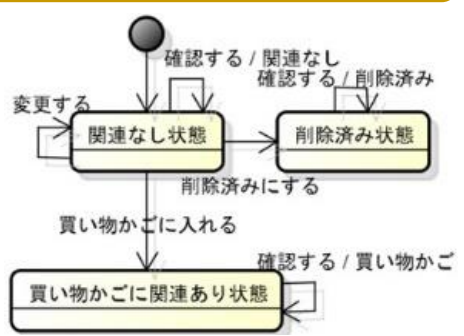 確認する / 関連なし
確認する / 削除済み
変更する
関連なし状態
削除済み状態
削除済みにする
買い物かごに入れる
確認する / 買い物かご
買い物かごに関連あり状態